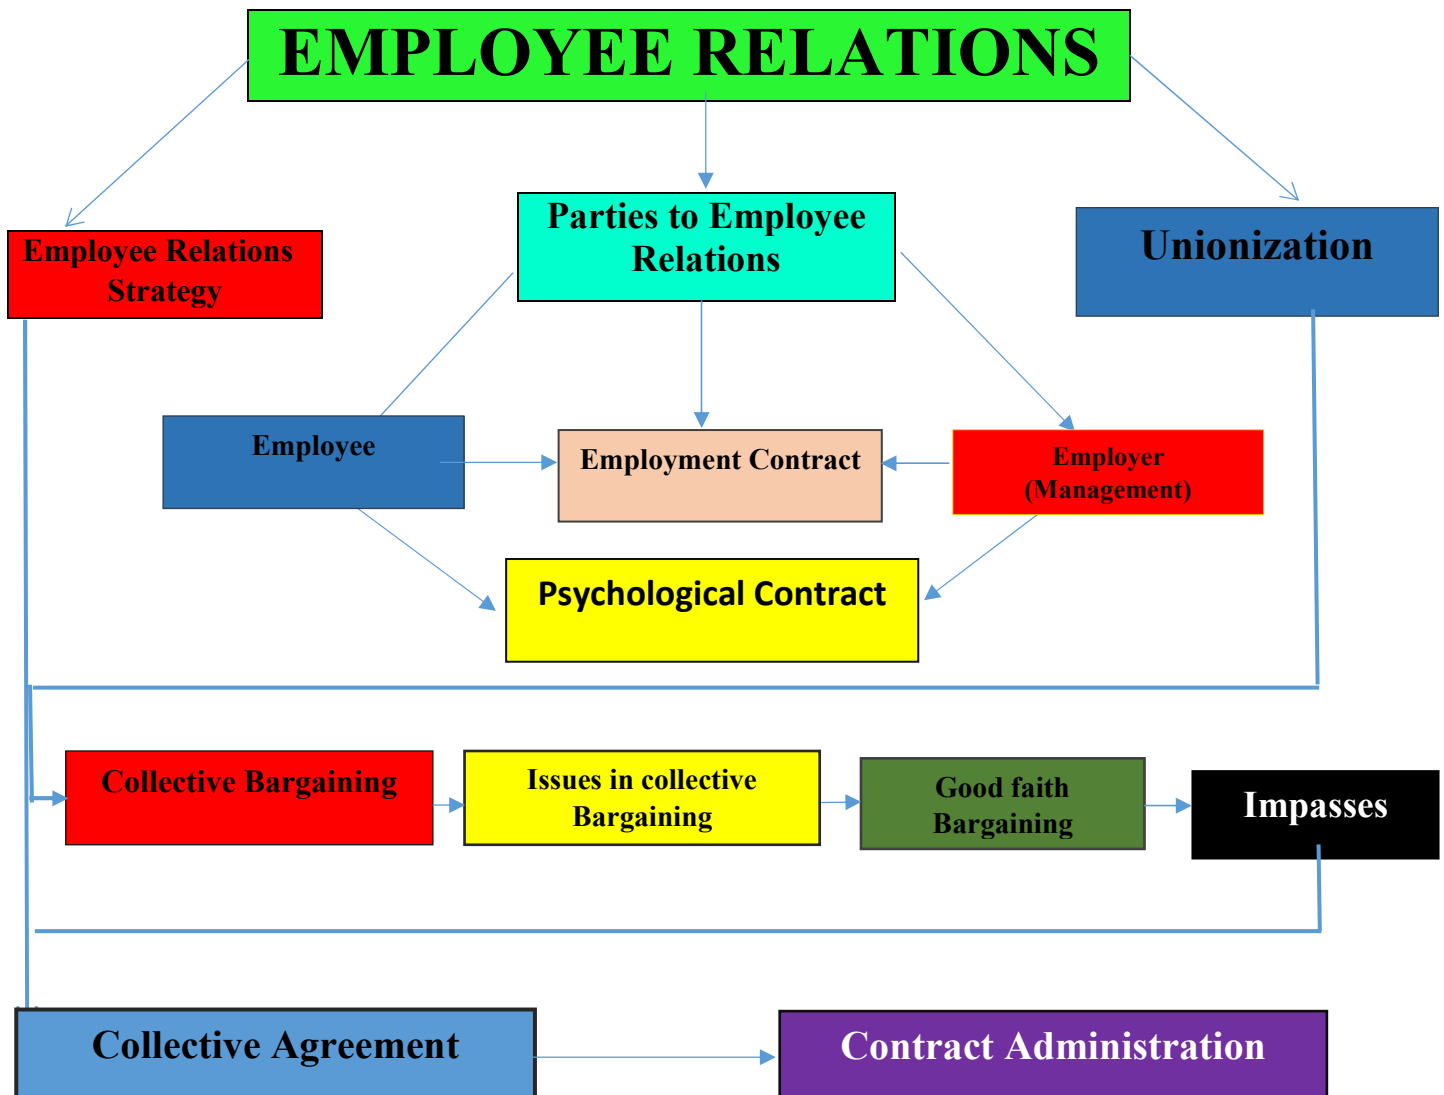 EMPLOYEE RELATIONS
Parties to Employee
Relations
Unionization
Employee Relations
Strategy
Employee
Employment Contract
Employer
(Management)
Psychological Contract
Collective Bargaining
Issues in collective
Bargaining
Good faith
Bargaining
Impasses
Collective Agreement
Contract Administration